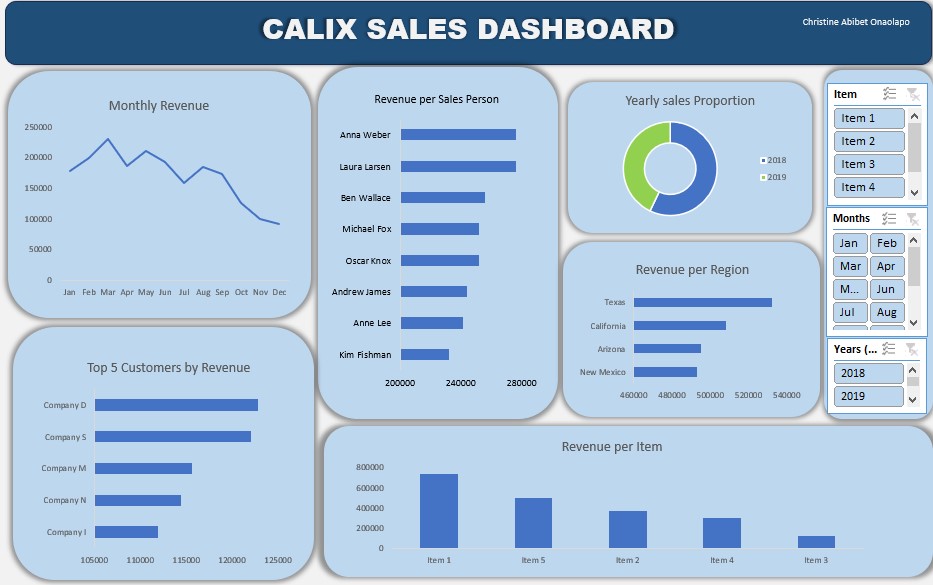 CALIX SALES DASHBOARD
Christine Abibet Onaolapo
Monthly Revenue
250000
200000
150000
100000
50000
0
Jan Feb Mar Apr May Jun Jul Aug Sep Oct Nov Dec
Revenue per Sales Person
Anna Weber
Laura Larsen
Ben Wallace
Michael Fox
Oscar Knox
Andrew James
Anne Lee
Kim Fishman
200000 240000 280000
Yearly sales Proportion
2018
2019
Revenue per Region
Texas
California
Arizona
New Mexico
460000 480000 500000 520000 540000
Item
Item 1
Item 2
Item 3
Item 4
Months
Jan Feb
Mar Apr
M... Jun
Jul Aug
Years (...
2018
2019
Top 5 Customers by Revenue
Company D
Company S
Company M
Company N
Company I
105000 110000 115000 120000 125000
Revenue per Item
800000
600000
400000
200000
0
Item 1 Item 5 Item 2 Item 4 Item 3